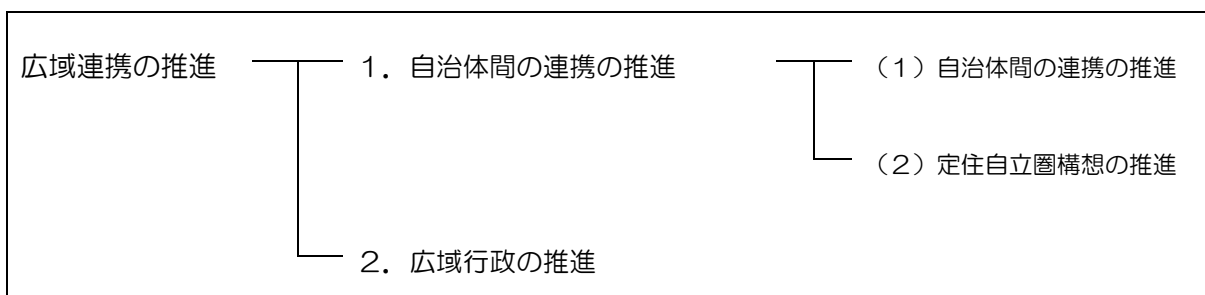 広域連携の推進 1．自治体間の連携の推進 （1）自治体間の連携の推進
（2）定住自立圏構想の推進
2．広域行政の推進